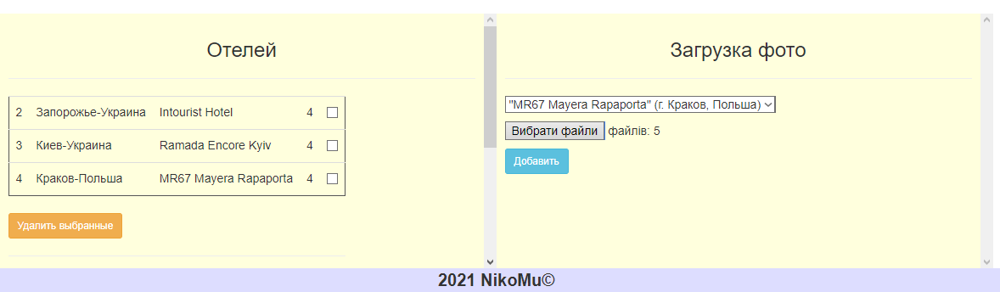 Отелей
2 Запорожье-Украина Intourist Hotel 4
3 Киев-Украина Ramada Encore Kyiv 4
4 Краков-Польша MR67 Mayera Rapaporta 4
Удалить выбранные
Загрузка фото
"MR67 Mayera Rapaporta" (г. Краков, Польша)
Вибрати файли файлів: 5
Добавить
2021 NikoMu©